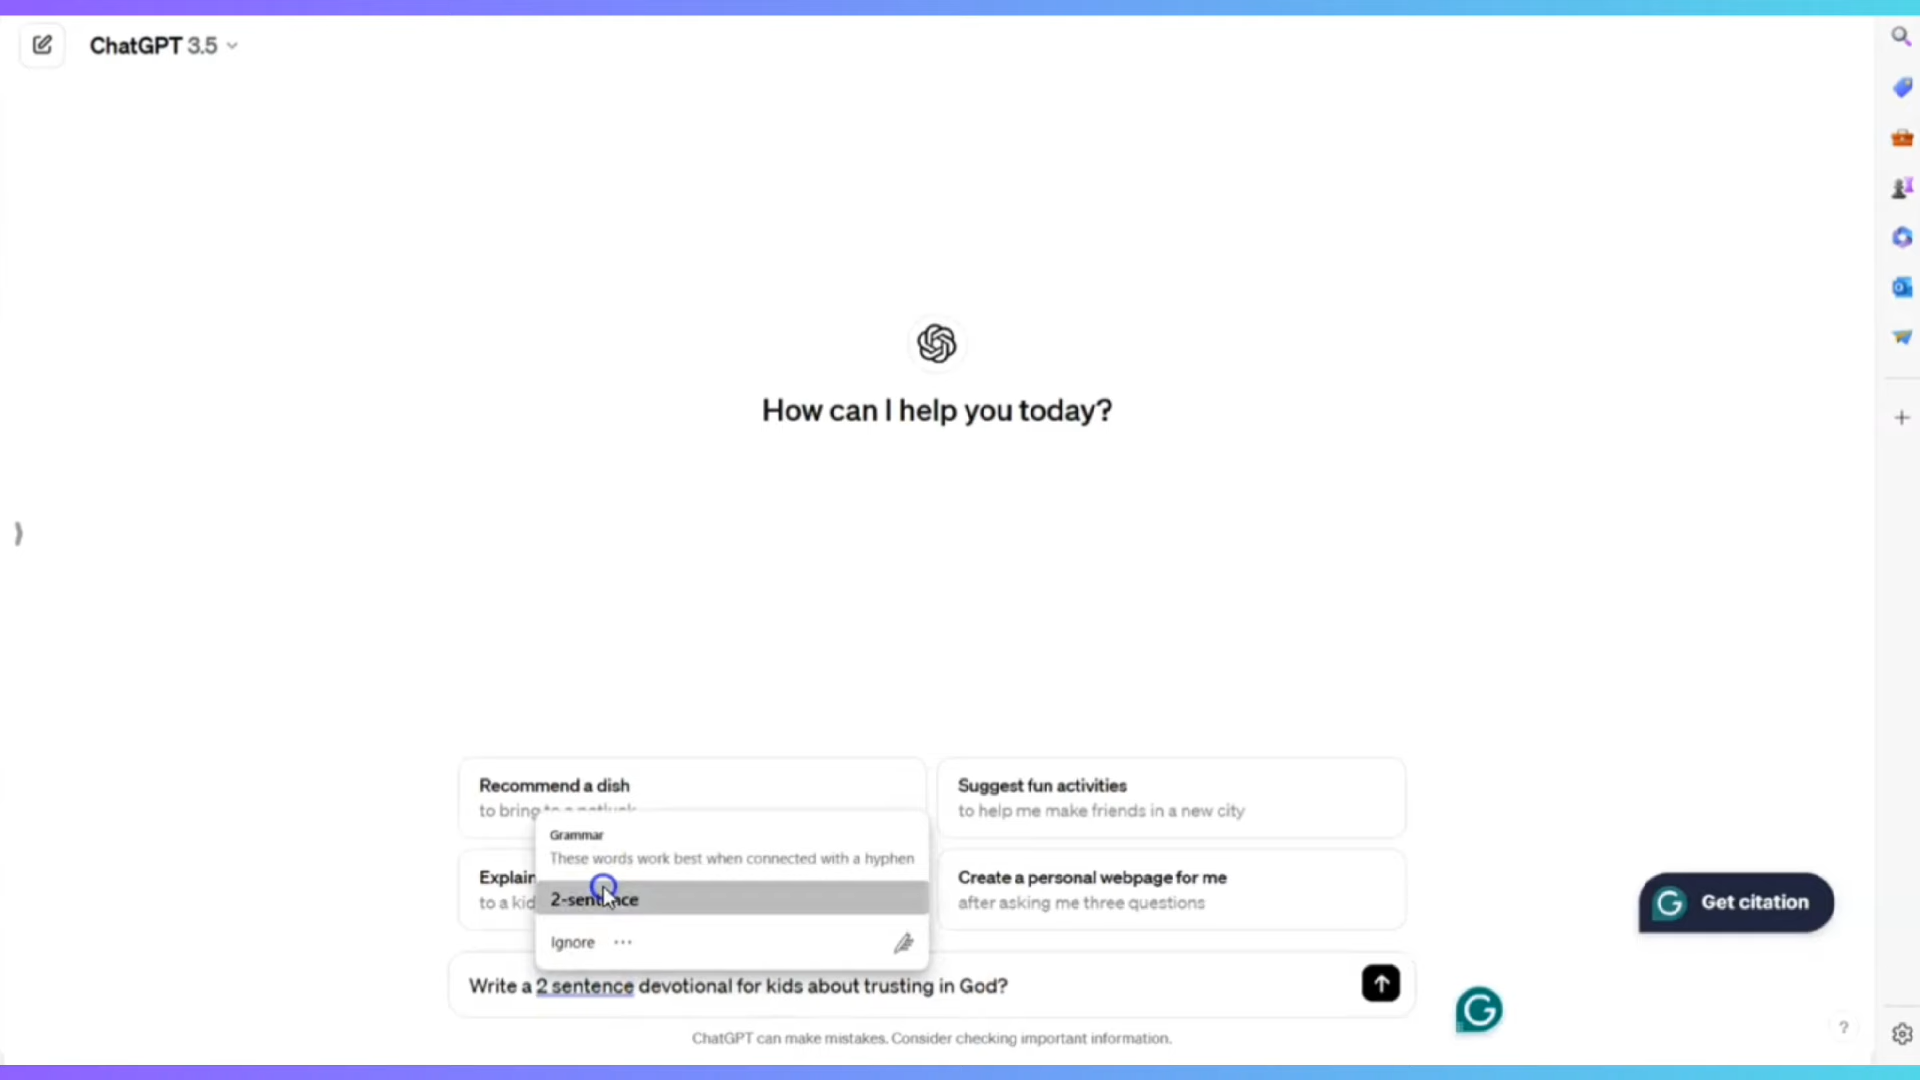 ChatGPT 3.5
How can I help you today?
Recommend a dish
to bring to a potluck
Suggest fun activities
to help me make friends in a new city
Grammar
These words work best when connected with a hyphen
Explain
to a kid
2-sentence
Create a personal webpage for me
after asking me three questions
Ignore ...
Get citation
Write a 2 sentence devotional for kids about trusting in God?
ChatGPT can make mistakes. Consider checking important information.
?